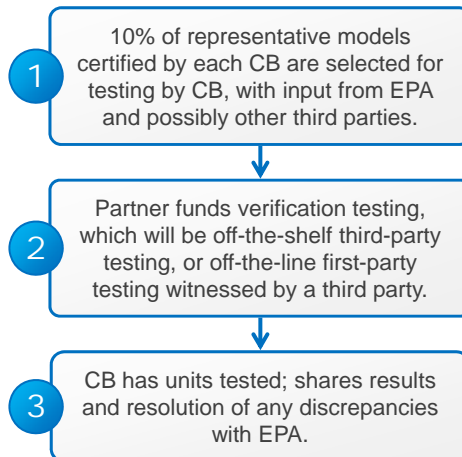 1
10% of representative models
certified by each CB are selected for
testing by CB, with input from EPA
and possibly other third parties.
2
Partner funds verification testing,
which will be off-the-shelf third-party
testing, or off-the-line first-party
testing witnessed by a third party.
3
CB has units tested; shares results
and resolution of any discrepancies
with EPA.